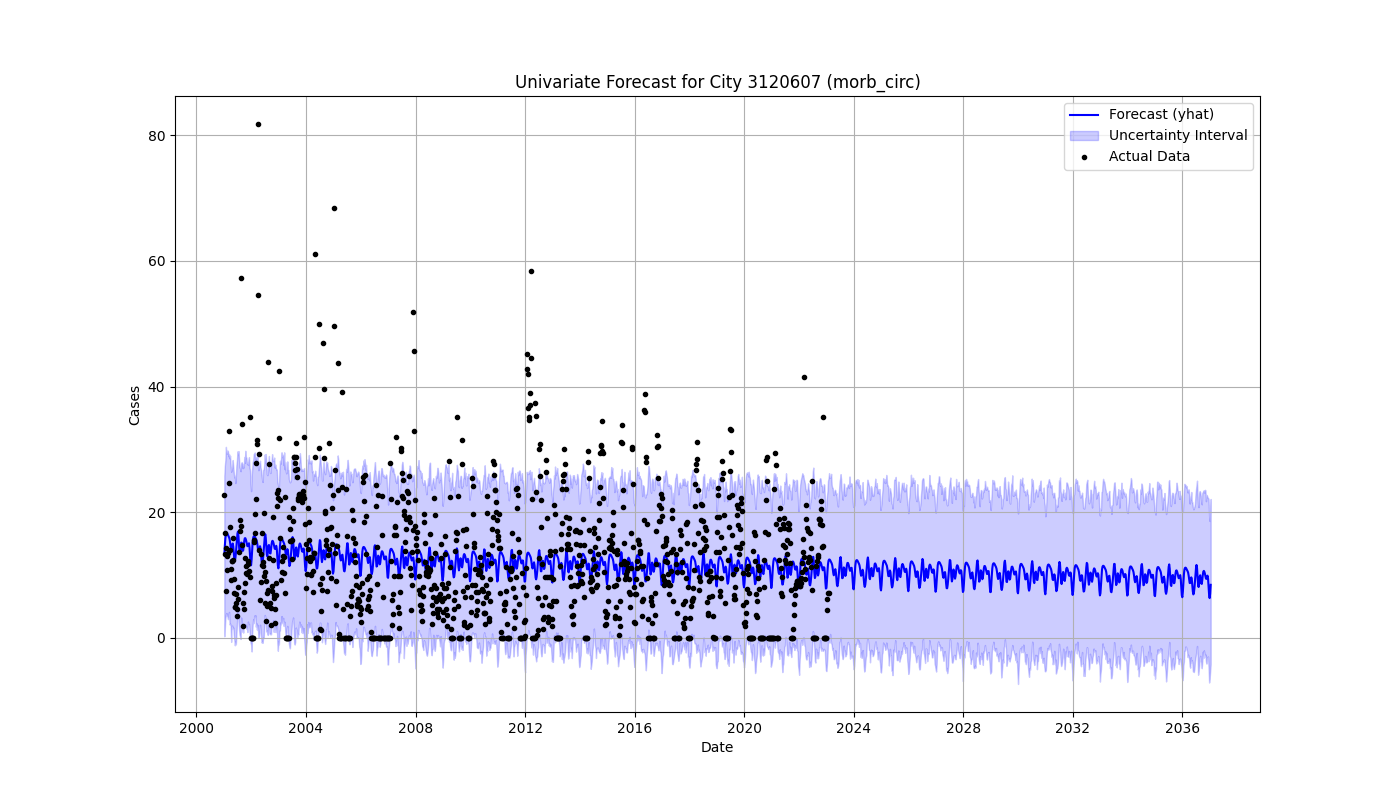 Univariate Forecast for City 3120607 (morb_circ)
Forecast (yhat)
Uncertainty Interval
Actual Data
80
60
40
20
0
Cases
2000 2004 2008 2012 2016 2020 2024 2028 2032 2036
Date